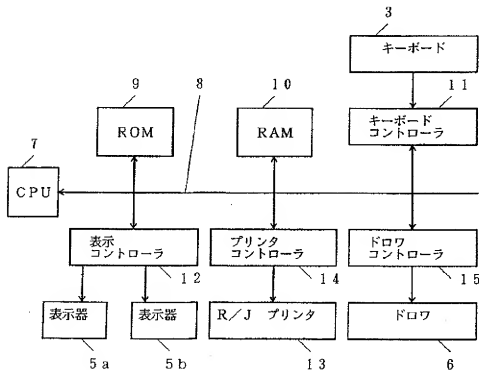 3
キーボード
9
8
10
11
ROM
RAM
キーボード
コントローラ
7
CPU
表示
コントローラ
プリンタ
コントローラ
ドロワ
コントローラ
12
14
15
表示器
表示器
R/J プリンタ
ドロワ
5a
5b
13
6